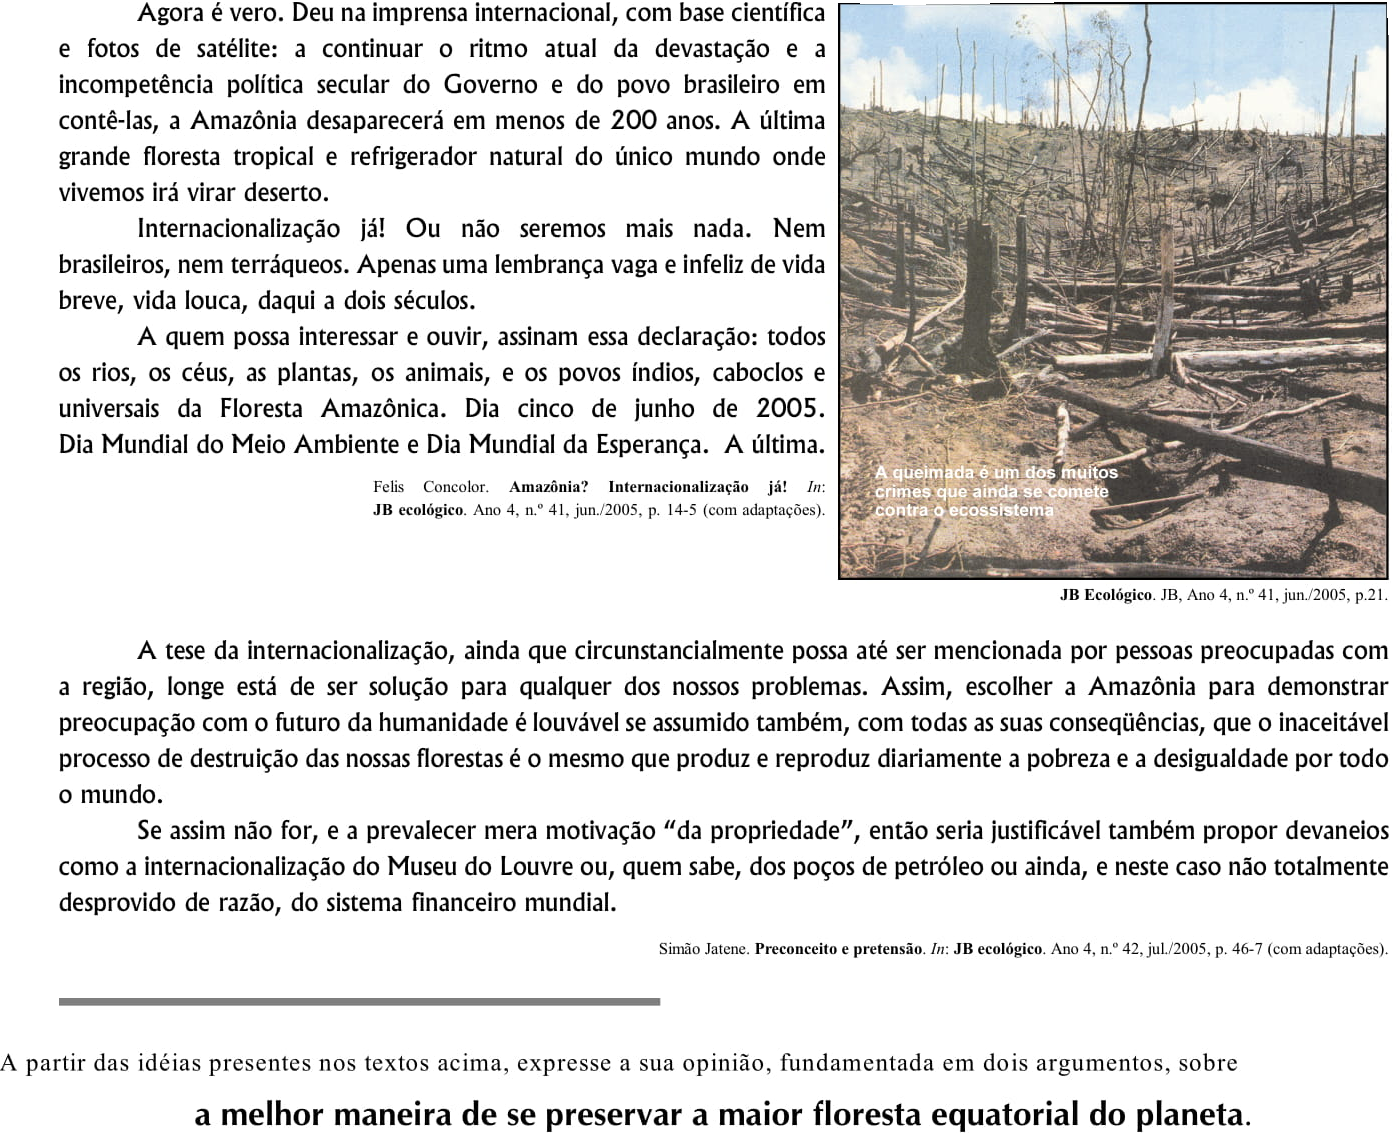 Agora é vero. Deu na imprensa internacional, com base científica
e fotos de satélite: a continuar o ritmo atual da devastação e a
incompetência política secular do Governo e do povo brasileiro em
contê-las, a Amazônia desaparecerá em menos de 200 anos. A última
grande floresta tropical e refrigerador natural do único mundo onde
vivemos irá virar deserto.
Internacionalização já! Ou não seremos mais nada. Nem
brasileiros, nem terráqueos. Apenas uma lembrança vaga e infeliz de vida
breve, vida louca, daqui a dois séculos.
A quem possa interessar e ouvir, assinam essa declaração: todos
os rios, os céus, as plantas, os animais, e os povos índios, caboclos e
universais da Floresta Amazônica. Dia cinco de junho de 2005.
Dia Mundial do Meio Ambiente e Dia Mundial da Esperança. A última.
Felis Concolor. Amazônia? Internacionalização já! In:
JB ecológico. Ano 4, n.º 41, jun./2005, p. 14-5 (com adaptações).
A queimada é um dos muitos
crimes que ainda se comete
contra o ecossistema
JB Ecológico. JB, Ano 4, n.º 41, jun./2005, p.21.
A tese da internacionalização, ainda que circunstancialmente possa até ser mencionada por pessoas preocupadas com
a região, longe está de ser solução para qualquer dos nossos problemas. Assim, escolher a Amazônia para demonstrar
preocupação com o futuro da humanidade é louvável se assumido também, com todas as suas conseqüências, que o inaceitável
processo de destruição das nossas florestas é o mesmo que produz e reproduz diariamente a pobreza e a desigualdade por todo
o mundo.
Se assim não for, e a prevalecer mera motivação “da propriedade”, então seria justificável também propor devaneios
como a internacionalização do Museu do Louvre ou, quem sabe, dos poços de petróleo ou ainda, e neste caso não totalmente
desprovido de razão, do sistema financeiro mundial.
Simão Jatene. Preconceito e pretensão. In: JB ecológico. Ano 4, n.º 42, jul./2005, p. 46-7 (com adaptações).
A partir das idéias presentes nos textos acima, expresse a sua opinião, fundamentada em dois argumentos, sobre
a melhor maneira de se preservar a maior floresta equatorial do planeta.